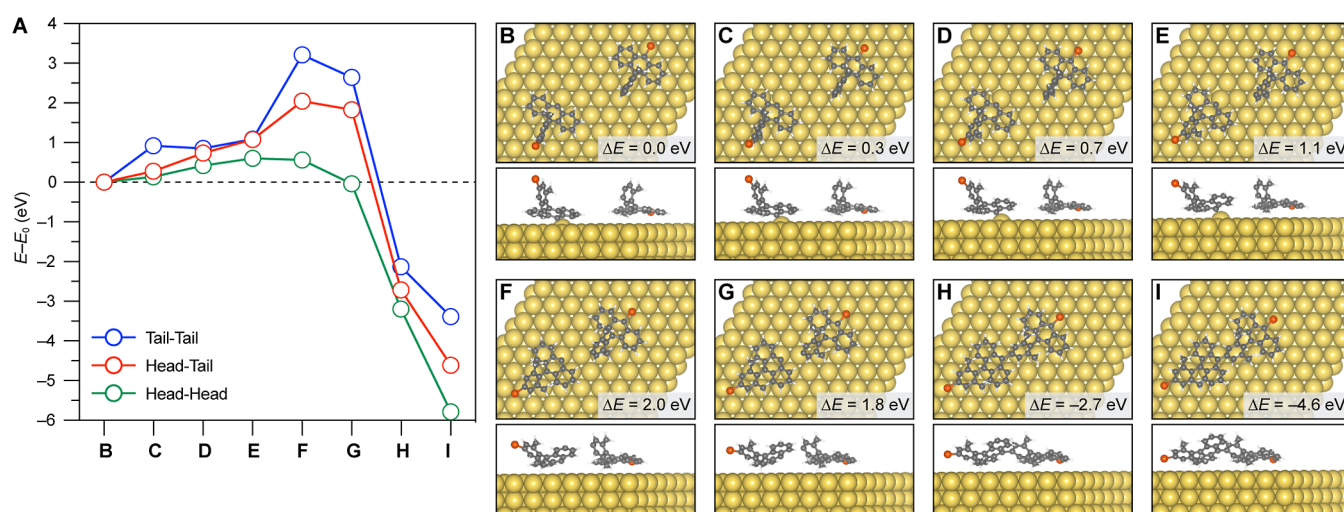 A
E–E0 (eV)
4
3
2
1
0
–1
–2
–3
–4
–5
–6
Tail-Tail
Head-Tail
Head-Head
B C D E F G H I
B
ΔE = 0.0 eV
C
ΔE = 0.3 eV
D
ΔE = 0.7 eV
E
ΔE = 1.1 eV
F
ΔE = 2.0 eV
G
ΔE = 1.8 eV
H
ΔE = –2.7 eV
I
ΔE = –4.6 eV